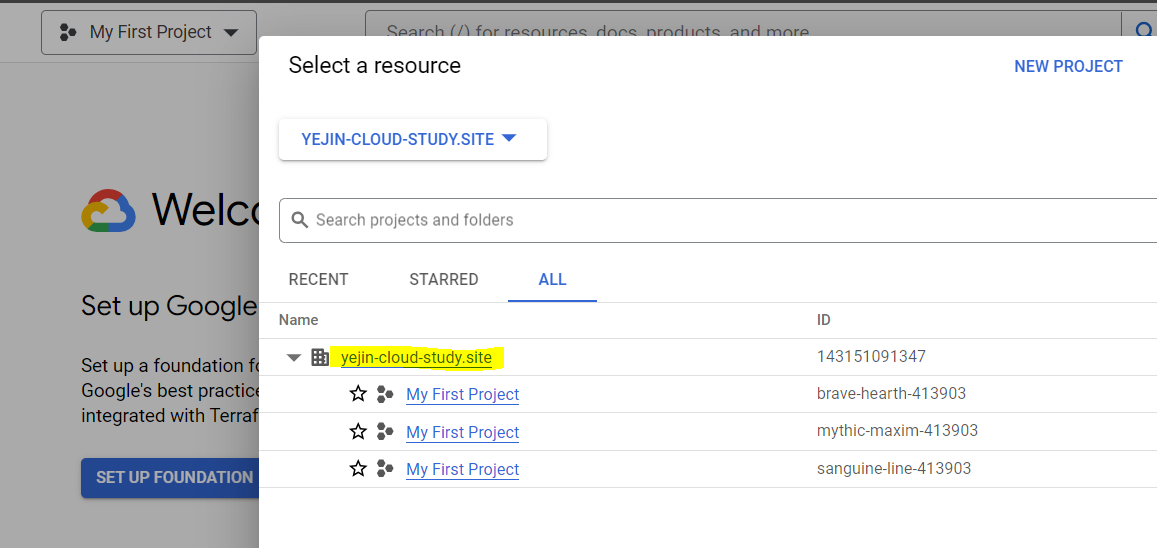 My First Project
Search (/) for resources, docs, products, and more
Select a resource
NEW PROJECT
YEJIN-CLOUD-STUDY.SITE
Welco
Search projects and folders
RECENT STARRED ALL
Set up Google
Name ID
Set up a foundation fo
yejin-cloud-study.site 143151091347
Google's best practice
My First Project brave-hearth-413903
integrated with Terraf
My First Project mythic-maxim-413903
SET UP FOUNDATION
My First Project sanguine-line-413903